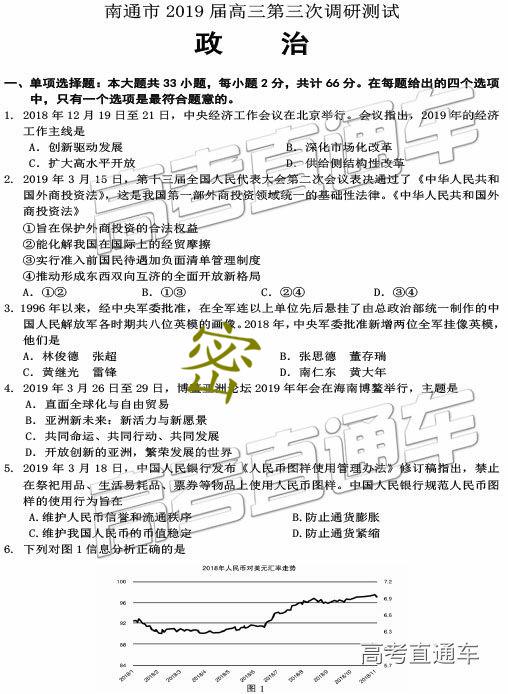 南通市 2019 届高三第三次调研测试
政 治
一、单项选择题：本大题共 33 小题，每小题 2 分，共计 66 分。在每题给出的四个选项
中，只有一个选项是最符合题意的。
1. 2018 年 12 月 19 日至 21 日，中央经济工作会议在北京举行。会议指出，2019 年的经济
工作主线是
A．创新驱动发展 B．深化市场化改革
C．扩大高水平开放 D．供给侧结构性改革
2. 2019 年 3 月 15 日，第十三届全国人民代表大会第二次会议表决通过了《中华人民共和
国外商投资法》，这是我国第一部外商投资领域统一的基础性法律。《中华人民共和国外
商投资法》
①旨在保护外商投资的合法权益
②能化解我国在国际上的经贸摩擦
③实行准入前国民待遇加负面清单管理制度
④推动形成东西双向互济的全面开放新格局
A．①② B．①③ C．②④ D．③④
3. 1996 年以来，经中央军委批准，在全军连以上单位先后悬挂了由总政治部统一制作的中
国人民解放军各时期共八位英模的画像。2018 年，中央军委批准新增两位全军挂像英模，
他们是
A．林俊德 张超 B．张思德 董存瑞
C．黄继光 雷锋 D．南仁东 黄大年
4. 2019 年 3 月 26 日至 29 日，博鳌亚洲论坛 2019 年年会在海南博鳌举行，主题是
A．直面全球化与自由贸易
B．亚洲新未来：新活力与新愿景
C．共同命运、共同行动、共同发展
D．开放创新的亚洲，繁荣发展的世界
5. 2019 年 3 月 18 日，中国人民银行发布《人民币图样使用管理办法》修订稿指出，禁止
在祭祀用品、生活易耗品、票券等物品上使用人民币图样。中国人民银行规范人民币图
样的使用行为旨在
A.维护人民币信誉和流通秩序 B.防止通货膨胀
C.维护我国人民币的币值稳定 D.防止通货紧缩
6. 下列对图 1 信息分析正确的是
2018年人民币对美元汇率走势
100 7.2
96 6.9
92 6.6
88 6.3
84 5.7
2018/1 2018/2 2018/3 2018/4 2018/5 2018/6 2018/7 2018/8 2018/9 2018/10 2018/11
图 1
密
高考直通车
高考直通车
高考直通车